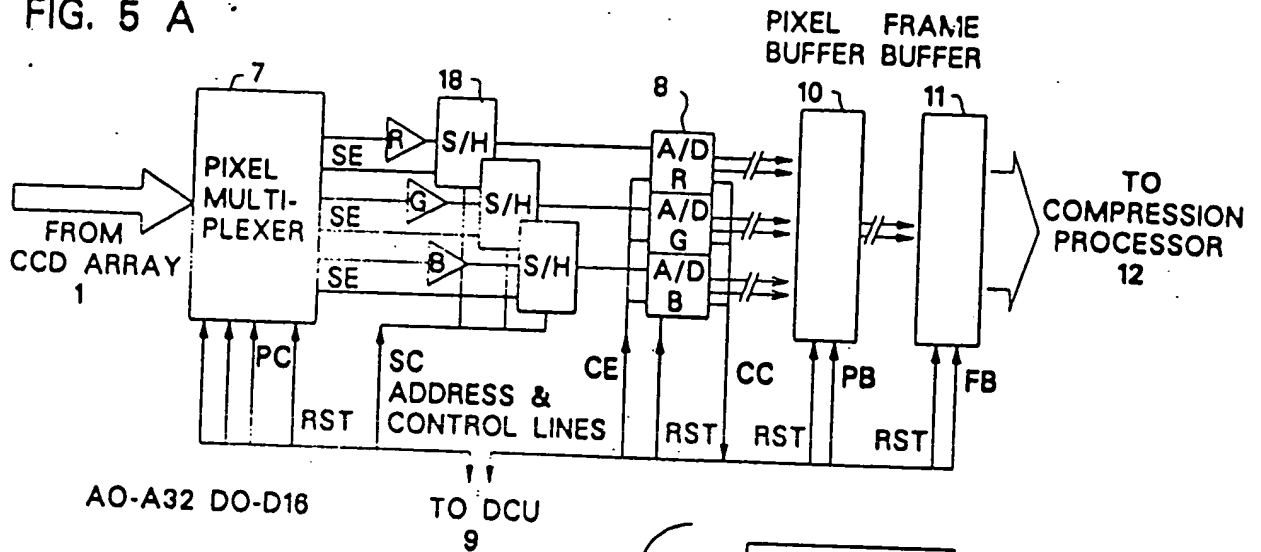 FIG. 5 A
PIXEL FRAME
BUFFER BUFFER
7
18
8
10
11
R
G
B
SE
SE
SE
S/H
S/H
S/H
PIXEL
MULTI-
PLEXER
FROM
CCD ARRAY
1
A/D
R
A/D
G
A/D
B
TO
COMPRESSION
PROCESSOR
12
PC
RST
SC
ADDRESS &
CONTROL LINES
CE
RST
CC
RST
PB
RST
FB
AO-A32 DO-D16
TO DCU
9